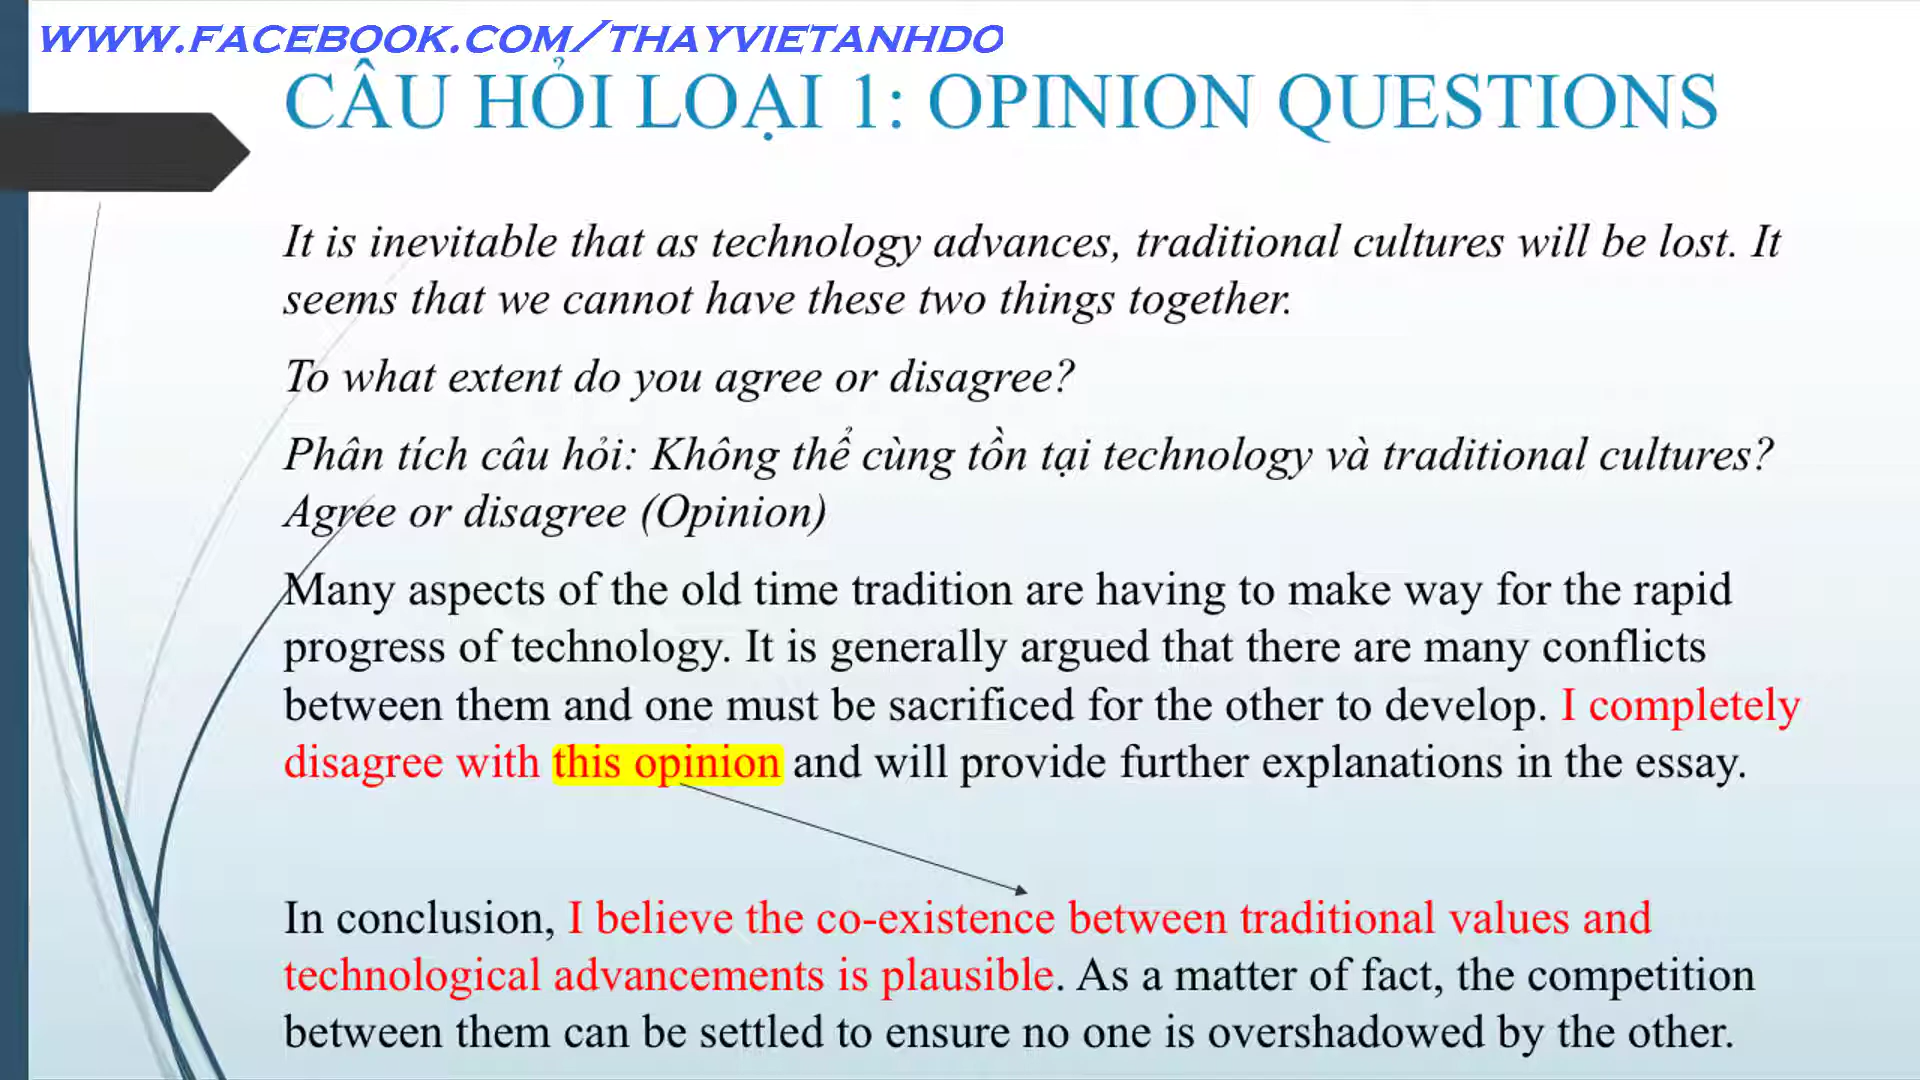 WWW.FACEBOOK.COM/THAYVIETANHDO
CÂU HỎI LOẠI 1: OPINION QUESTIONS
It is inevitable that as technology advances, traditional cultures will be lost. It
seems that we cannot have these two things together.
To what extent do you agree or disagree?
Phân tích câu hỏi: Không thể cùng tồn tại technology và traditional cultures?
Agree or disagree (Opinion)
Many aspects of the old time tradition are having to make way for the rapid
progress of technology. It is generally argued that there are many conflicts
between them and one must be sacrificed for the other to develop. I completely
disagree with this opinion and will provide further explanations in the essay.
In conclusion, I believe the co-existence between traditional values and
technological advancements is plausible. As a matter of fact, the competition
between them can be settled to ensure no one is overshadowed by the other.